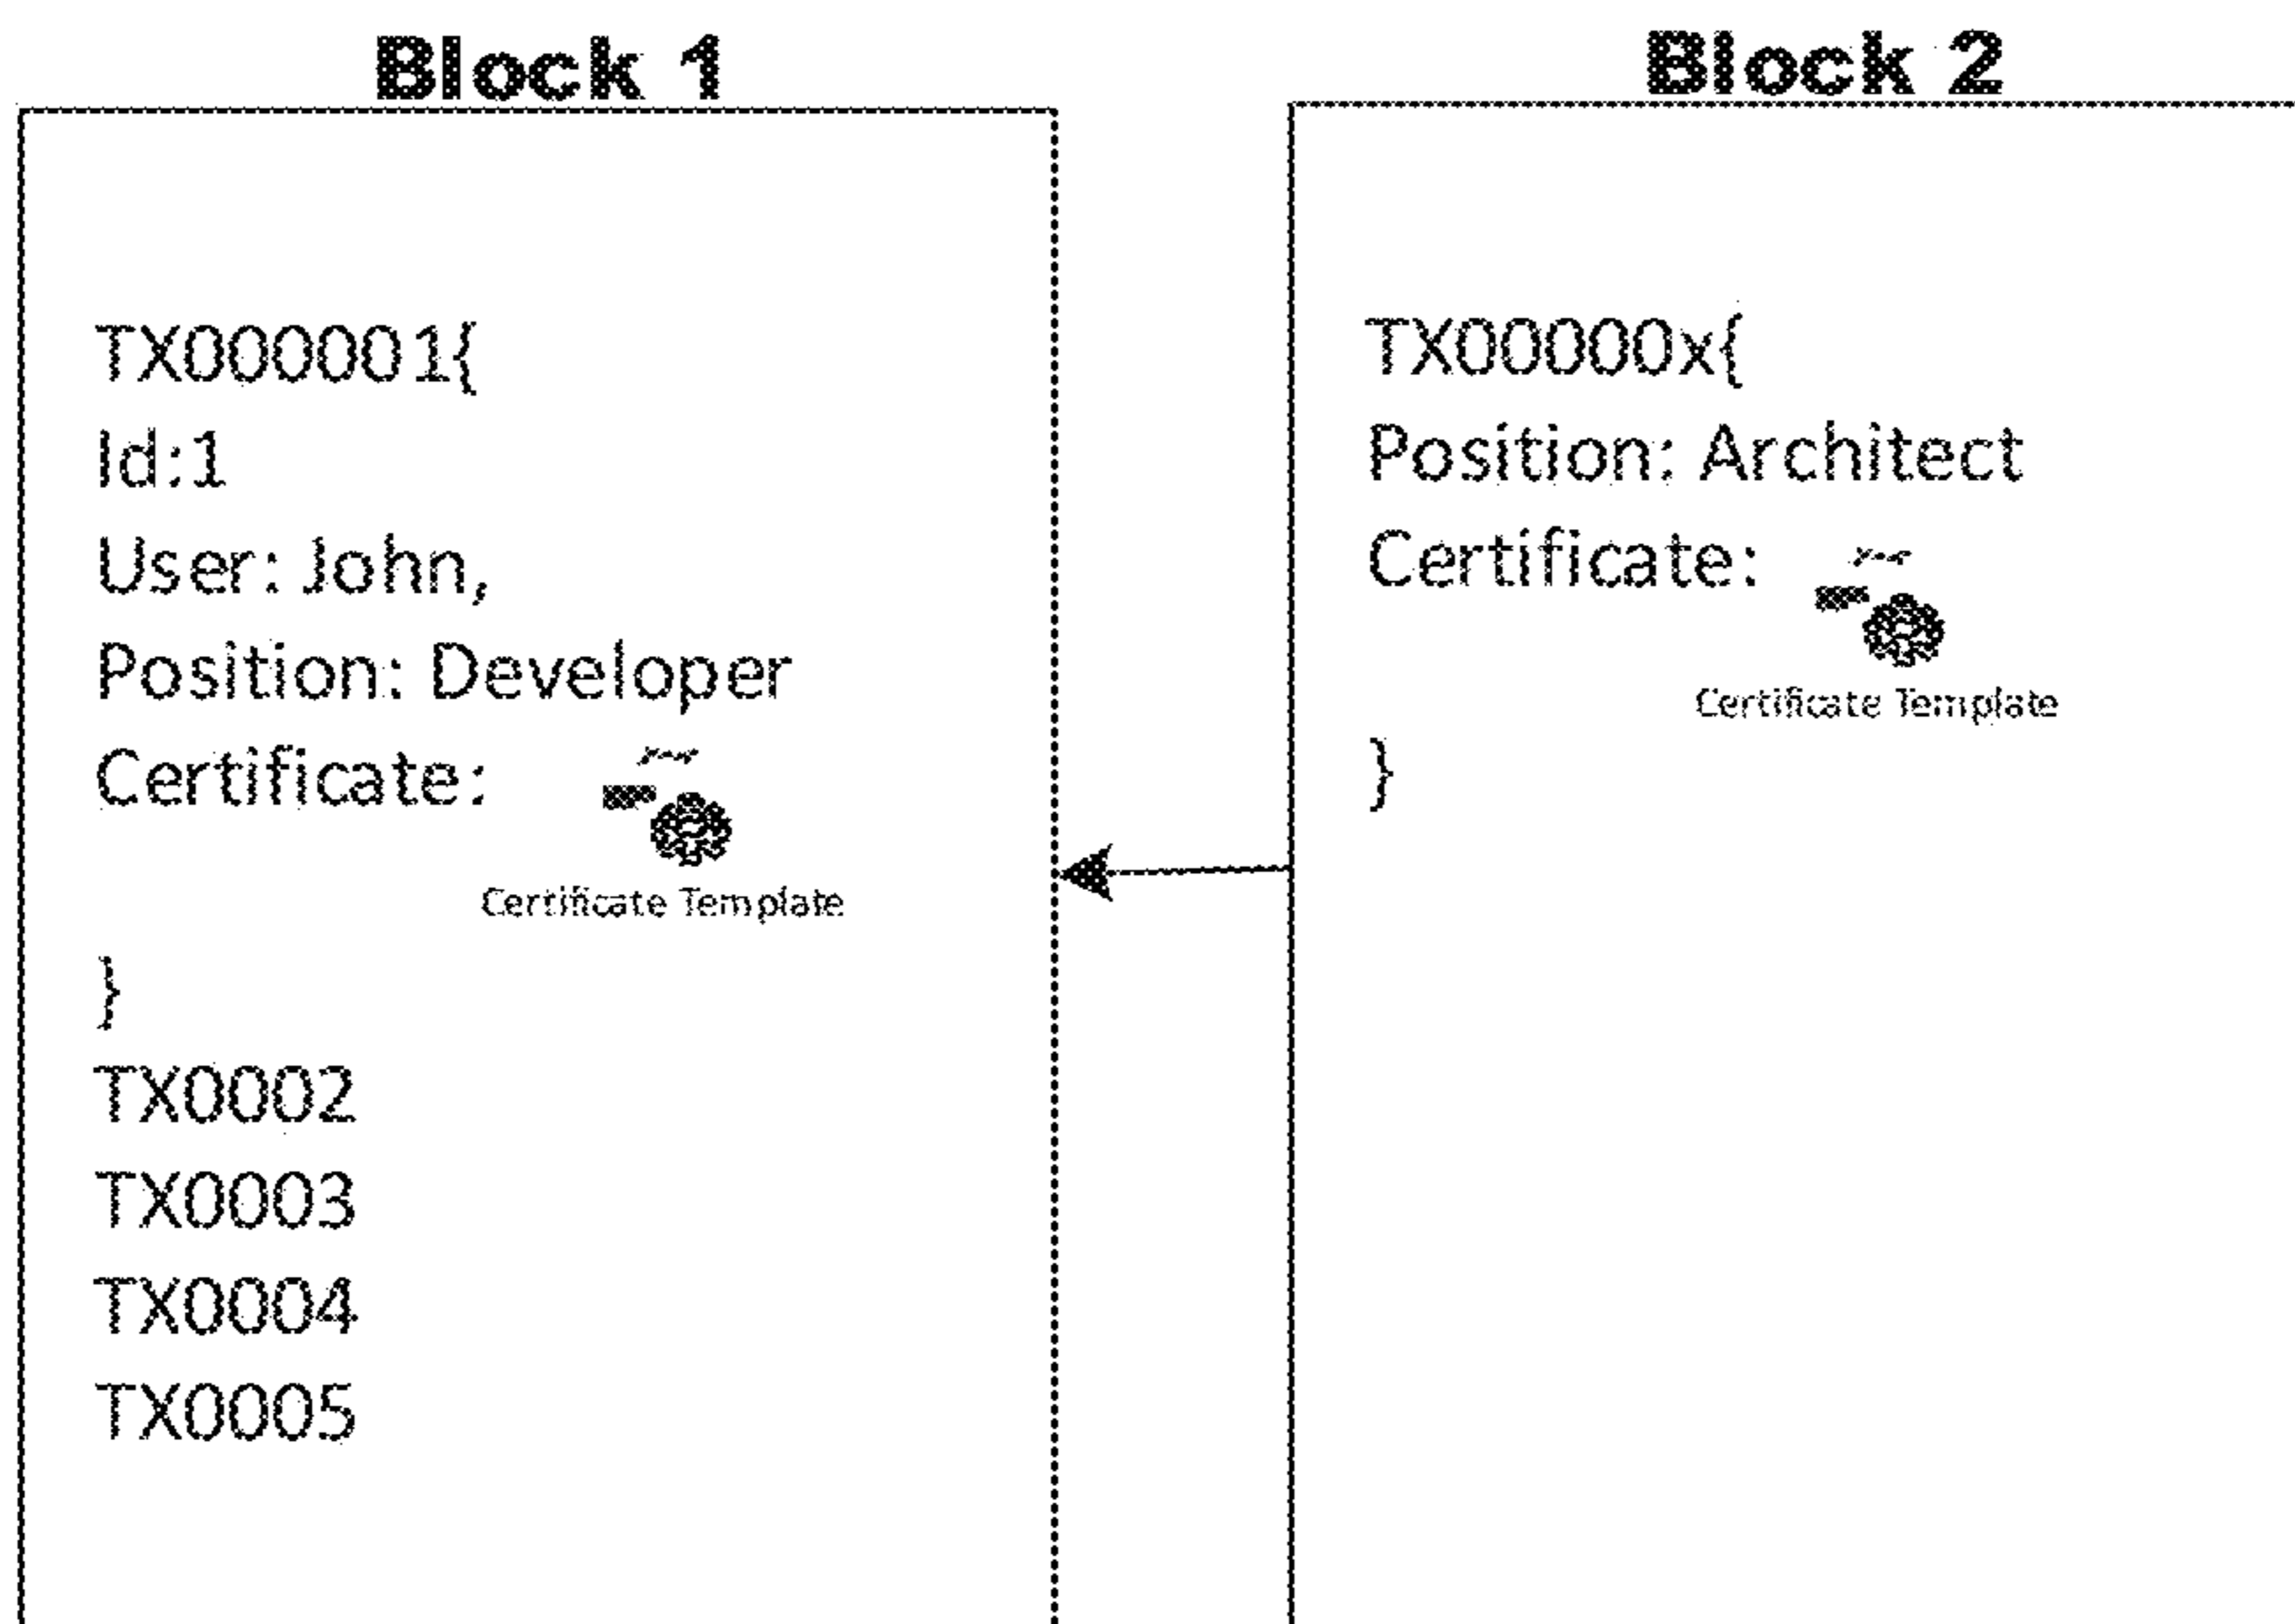 Block 1
TX000001{
Id:1
User: John,
Position: Developer
Certificate:
Certificate Template
}
TX0002
TX0003
TX0004
TX0005
Block 2
TX00000x{
Position: Architect
Certificate:
Certificate Template
}